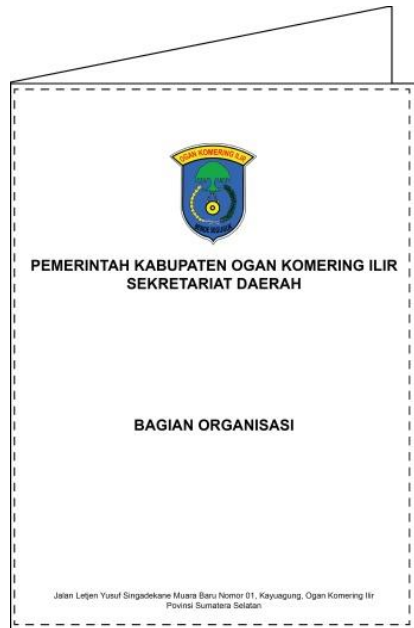 OGAN KOMERING ILIR
PEMERINTAH KABUPATEN OGAN KOMERING ILIR
SEKRETARIAT DAERAH
BAGIAN ORGANISASI
Jalan Letjen Yusuf Singadekane Muara Baru Nomor 01, Kayuagung, Ogan Komering Ilir
Povinsi Sumatera Selatan